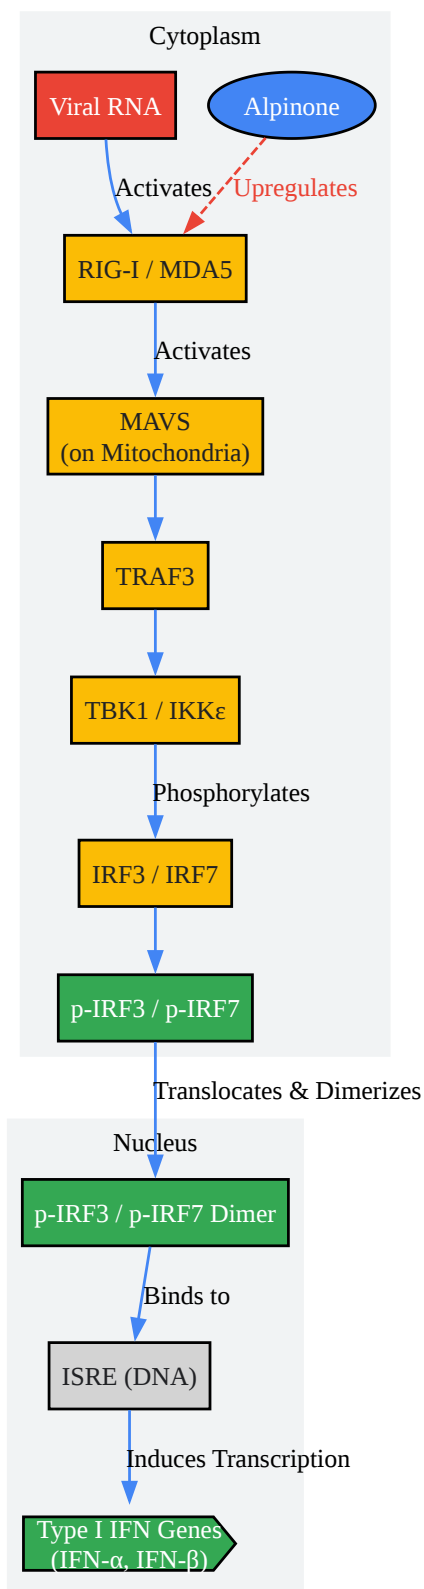 Cytoplasm
Viral RNA
Alpinone
Activates
Upregulates
RIG-I / MDA5
Activates
MAVS
(on Mitochondria)
TRAF3
TBK1 / IKKε
Phosphorylates
IRF3 / IRF7
p-IRF3 / p-IRF7
Translocates & Dimerizes
Nucleus
p-IRF3 / p-IRF7 Dimer
Binds to
ISRE (DNA)
Induces Transcription
Type I IFN Genes
(IFN-α, IFN-β)